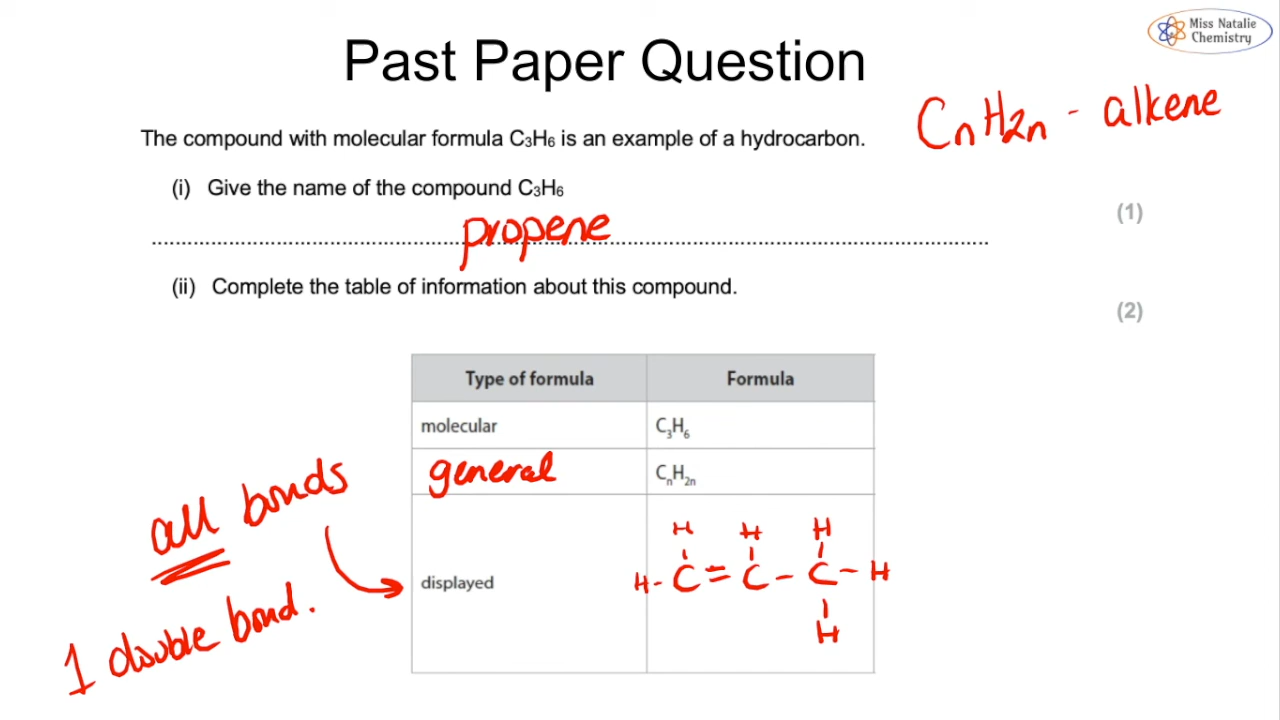 Miss Natalie
Chemistry
Past Paper Question
CnH2n - alkene
The compound with molecular formula C₃H₆ is an example of a hydrocarbon.
(i) Give the name of the compound C₃H₆
(1)
propene
(ii) Complete the table of information about this compound.
(2)
Type of formula Formula
molecular C₃H₆
general CₙH₂ₙ
all bonds
displayed
H H H
H-C=C-C-H
H
1 double bond.